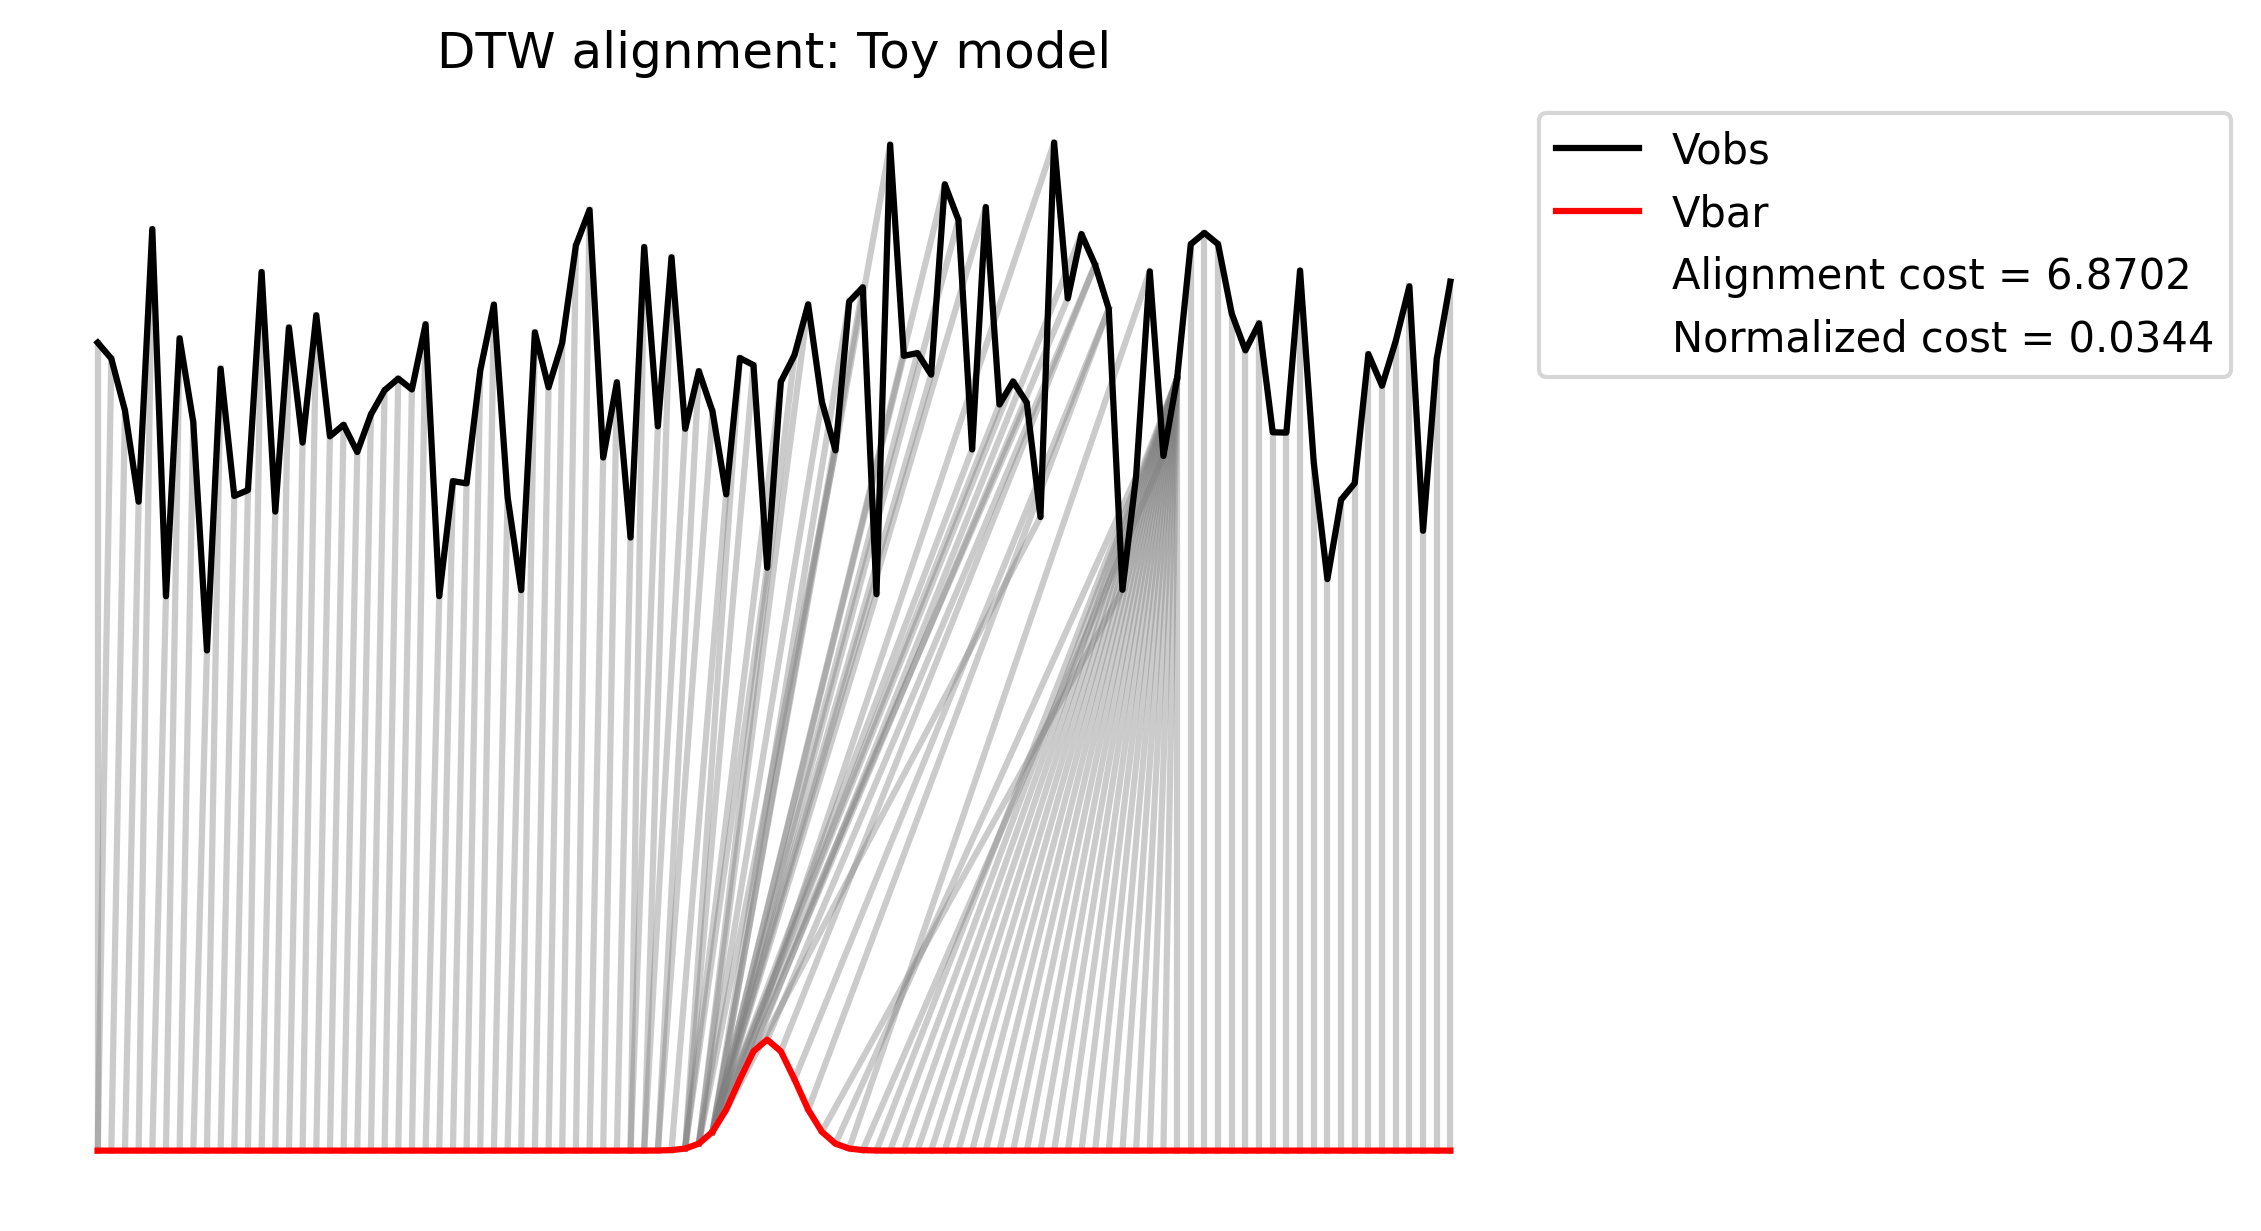 DTW alignment: Toy model
Vobs
Vbar
Alignment cost = 6.8702
Normalized cost = 0.0344